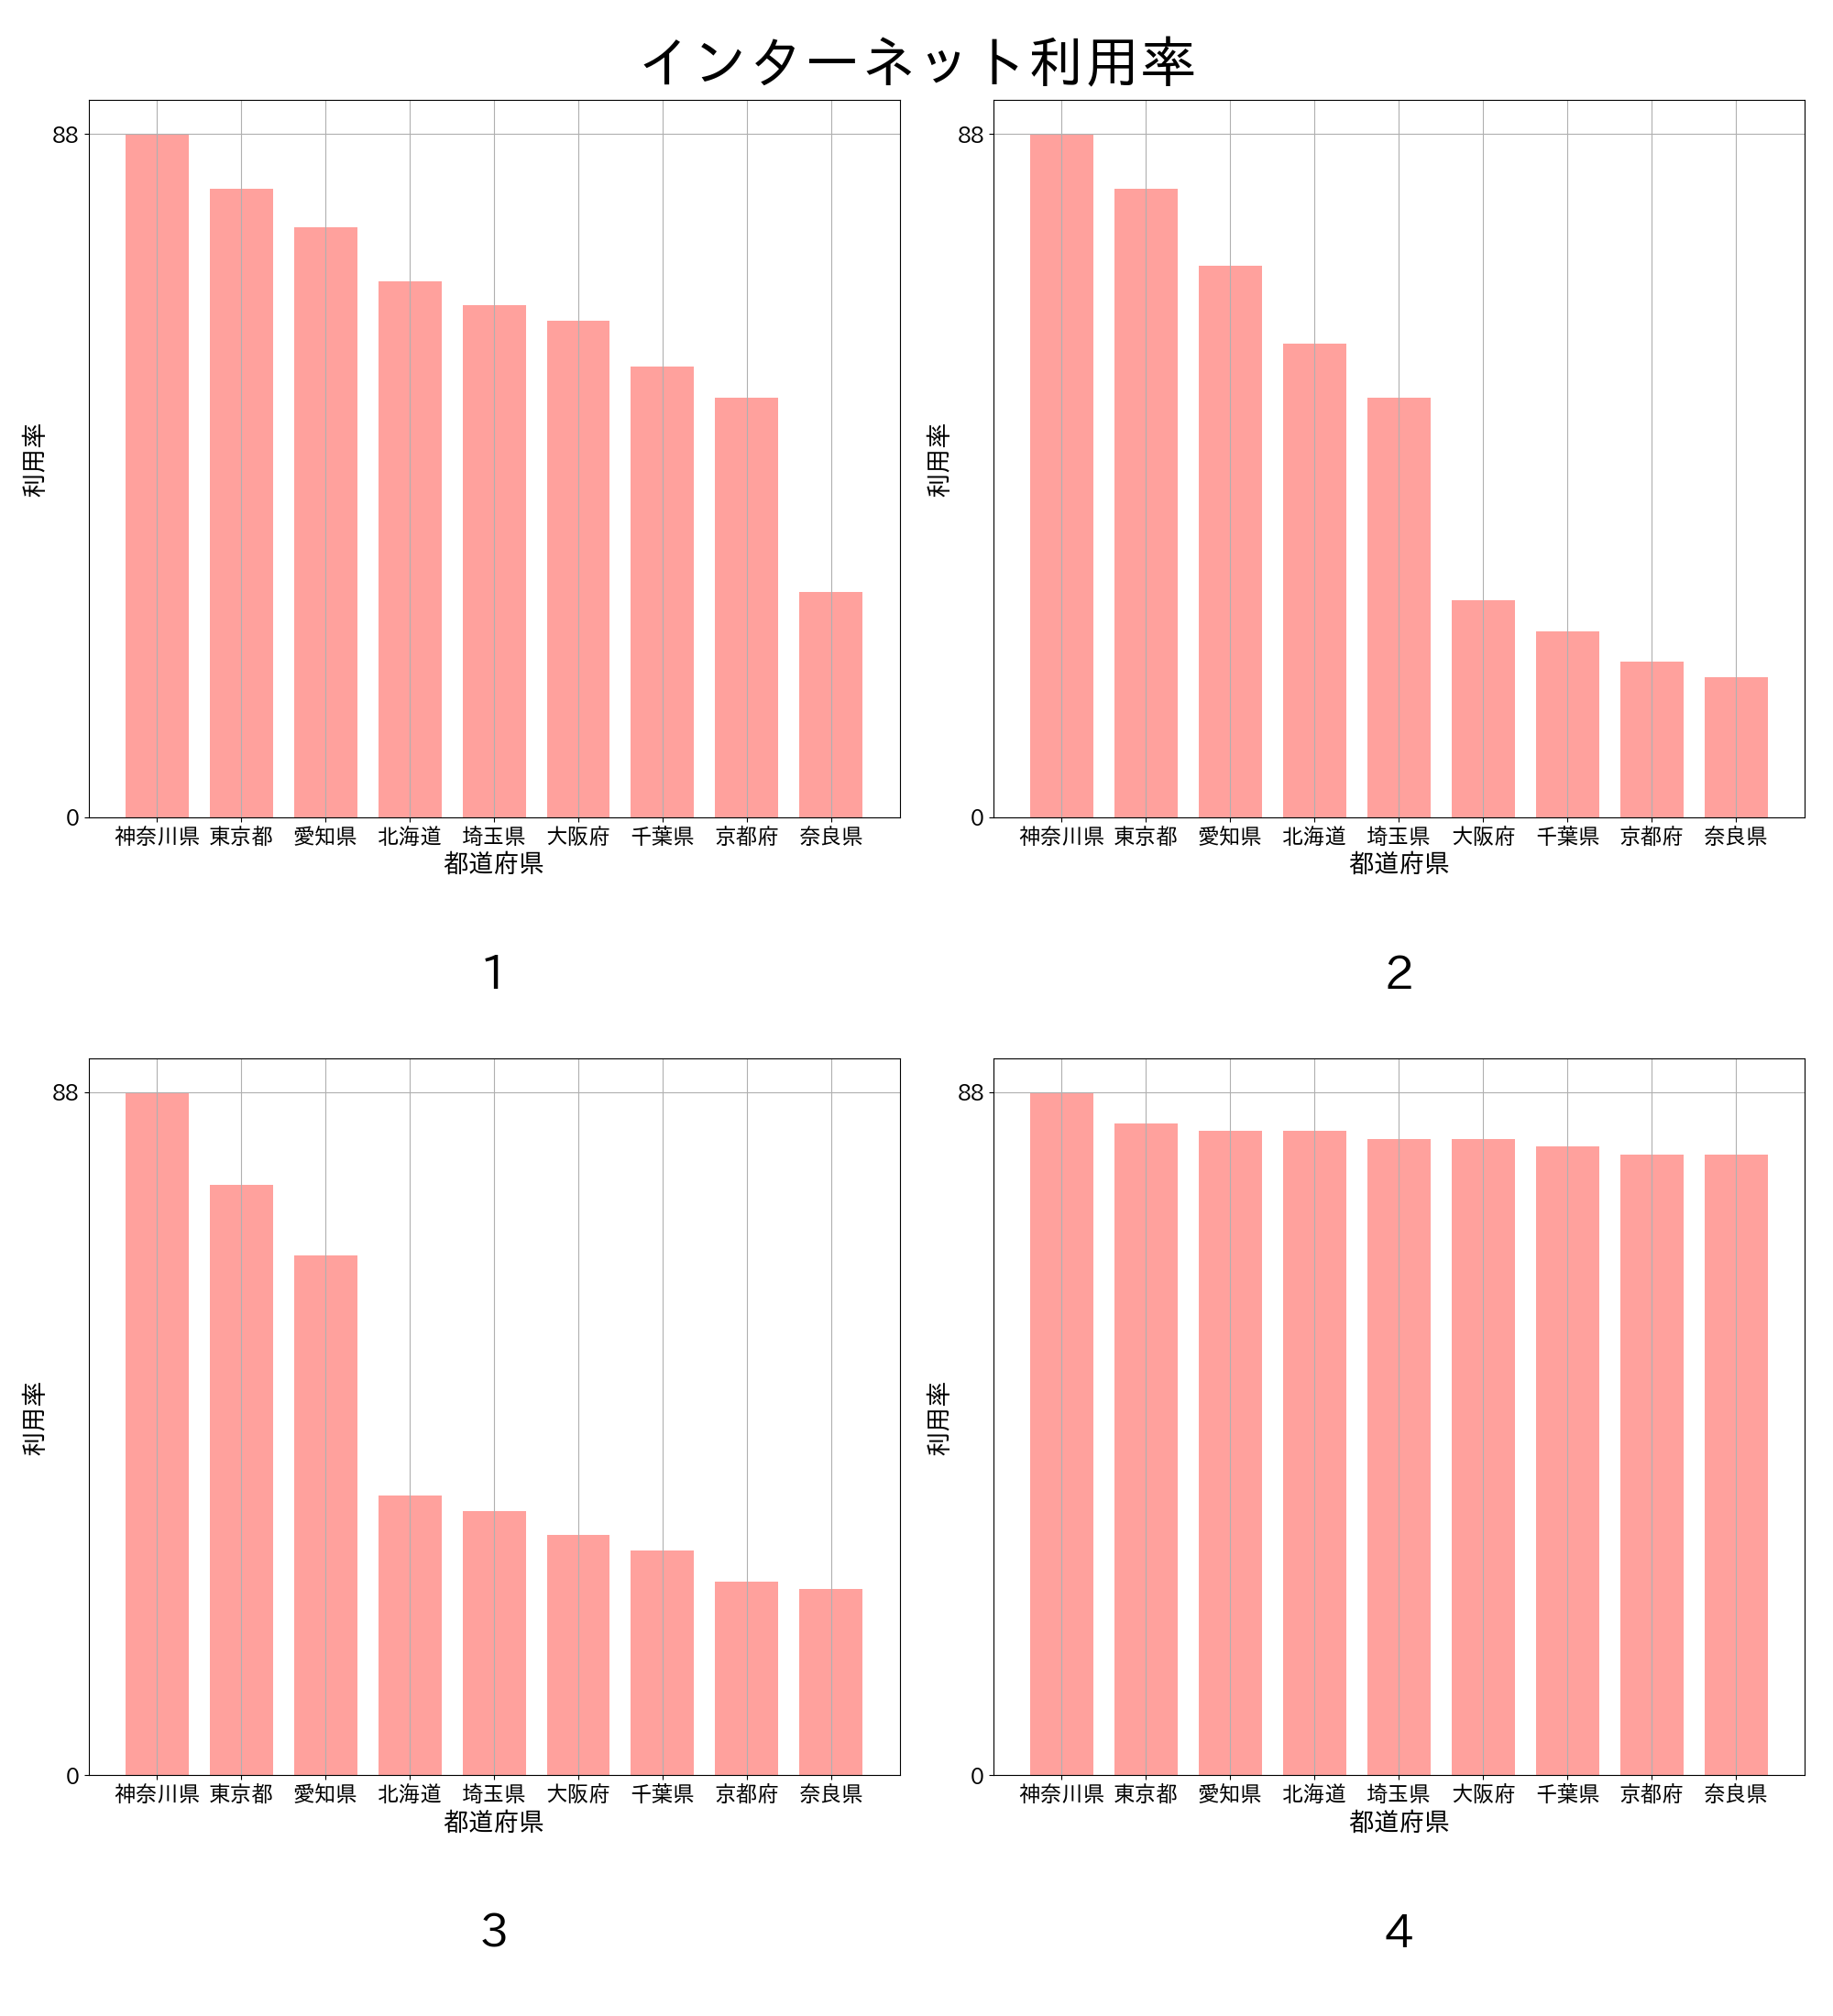 インターネット利用率
88
0
利用率
神奈川県 東京都 愛知県 北海道 埼玉県 大阪府 千葉県 京都府 奈良県
都道府県
1
88
0
利用率
神奈川県 東京都 愛知県 北海道 埼玉県 大阪府 千葉県 京都府 奈良県
都道府県
2
88
0
利用率
神奈川県 東京都 愛知県 北海道 埼玉県 大阪府 千葉県 京都府 奈良県
都道府県
3
88
0
利用率
神奈川県 東京都 愛知県 北海道 埼玉県 大阪府 千葉県 京都府 奈良県
都道府県
4